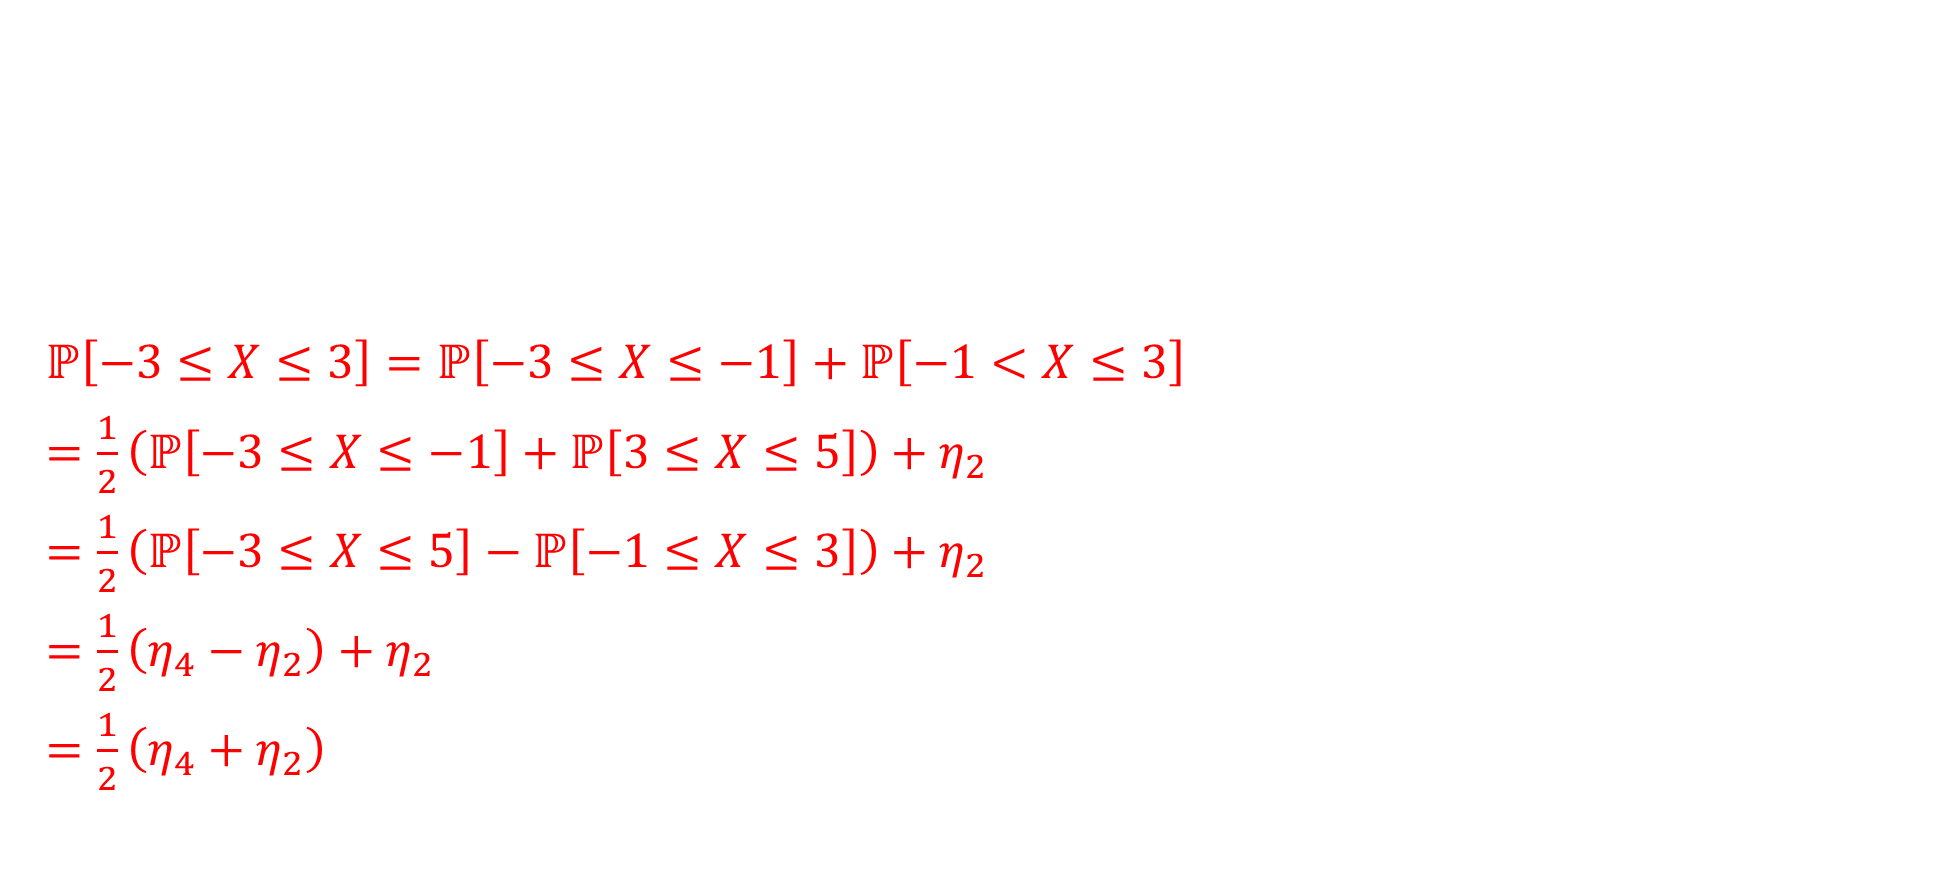 ℙ[−3 ≤ X ≤ 3] = ℙ[−3 ≤ X ≤ −1] + ℙ[−1 < X ≤ 3]
= 1/2 (ℙ[−3 ≤ X ≤ −1] + ℙ[3 ≤ X ≤ 5]) + η₂
= 1/2 (ℙ[−3 ≤ X ≤ 5] − ℙ[−1 ≤ X ≤ 3]) + η₂
= 1/2 (η₄ − η₂) + η₂
= 1/2 (η₄ + η₂)